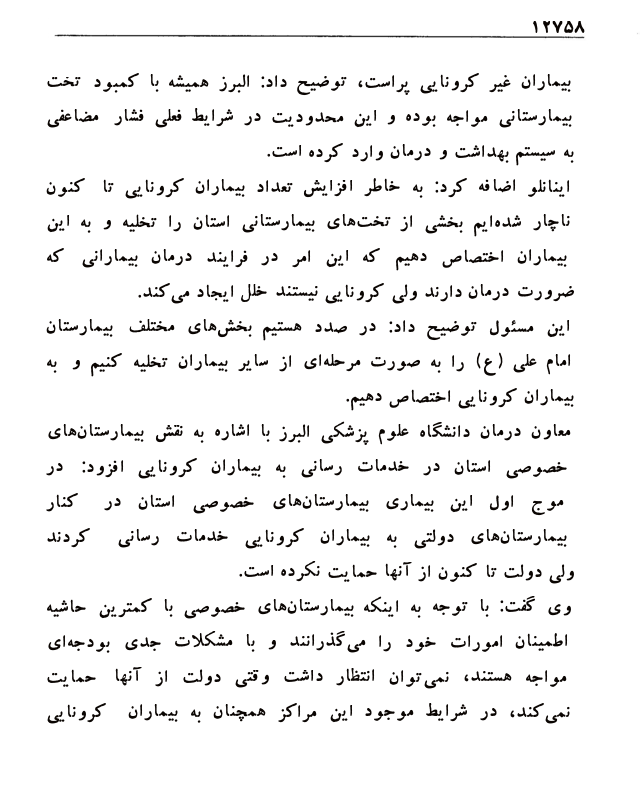 ۱۲۷۵۸
بیماران غیر کرونایی پراست، توضیح داد: البرز همیشه با کمبود تخت
بیمارستانی مواجه بوده و این محدودیت در شرایط فعلی فشار مضاعفی
به سیستم بهداشت و درمان وارد کرده است.
اینانلو اضافه کرد: به خاطر افزایش تعداد بیماران کرونایی تا کنون
ناچار شده‌ایم بخشی از تخت‌های بیمارستانی استان را تخلیه و به این
بیماران اختصاص دهیم که این امر در فرایند درمان بیمارانی که
ضرورت درمان دارند ولی کرونایی نیستند خلل ایجاد می‌کند.
این مسئول توضیح داد: در صدد هستیم بخش‌های مختلف بیمارستان
امام علی (ع) را به صورت مرحله‌ای از سایر بیماران تخلیه کنیم و به
بیماران کرونایی اختصاص دهیم.
معاون درمان دانشگاه علوم پزشکی البرز با اشاره به نقش بیمارستان‌های
خصوصی استان در خدمات رسانی به بیماران کرونایی افزود: در
موج اول این بیماری بیمارستان‌های خصوصی استان در کنار
بیمارستان‌های دولتی به بیماران کرونایی خدمات رسانی کردند
ولی دولت تا کنون از آنها حمایت نکرده است.
وی گفت: با توجه به اینکه بیمارستان‌های خصوصی با کمترین حاشیه
اطمینان امورات خود را می‌گذرانند و با مشکلات جدی بودجه‌ای
مواجه هستند، نمی‌توان انتظار داشت وقتی دولت از آنها حمایت
نمی‌کند، در شرایط موجود این مراکز همچنان به بیماران کرونایی